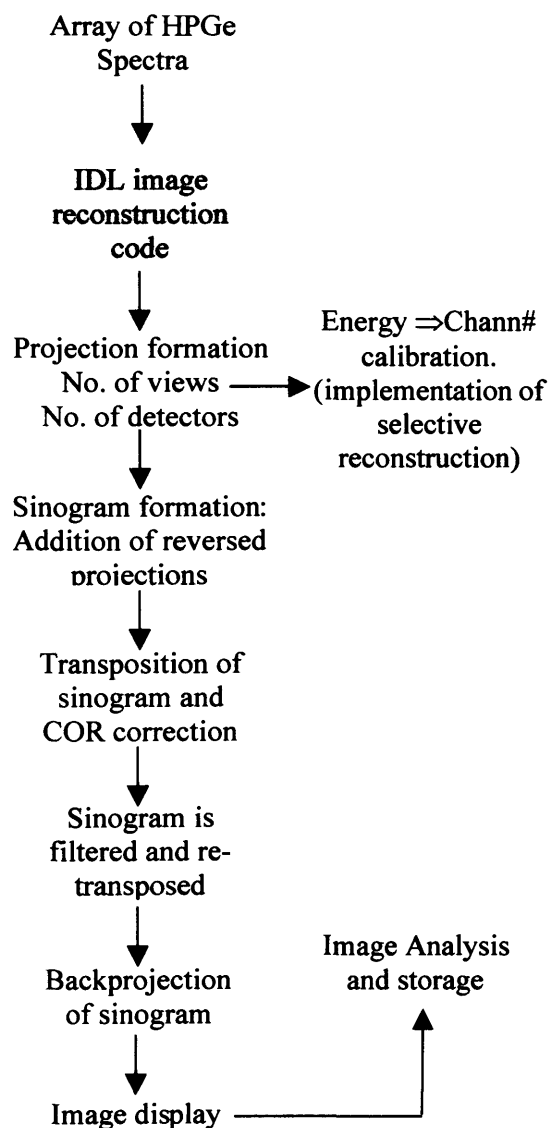 Array of HPGe
Spectra
IDL image
reconstruction
code
Projection formation
No. of views
No. of detectors
Energy ⇒Chann#
calibration.
(implementation of
selective
reconstruction)
Sinogram formation:
Addition of reversed
projections
Transposition of
sinogram and
COR correction
Sinogram is
filtered and re-
transposed
Backprojection
of sinogram
Image Analysis
and storage
Image display